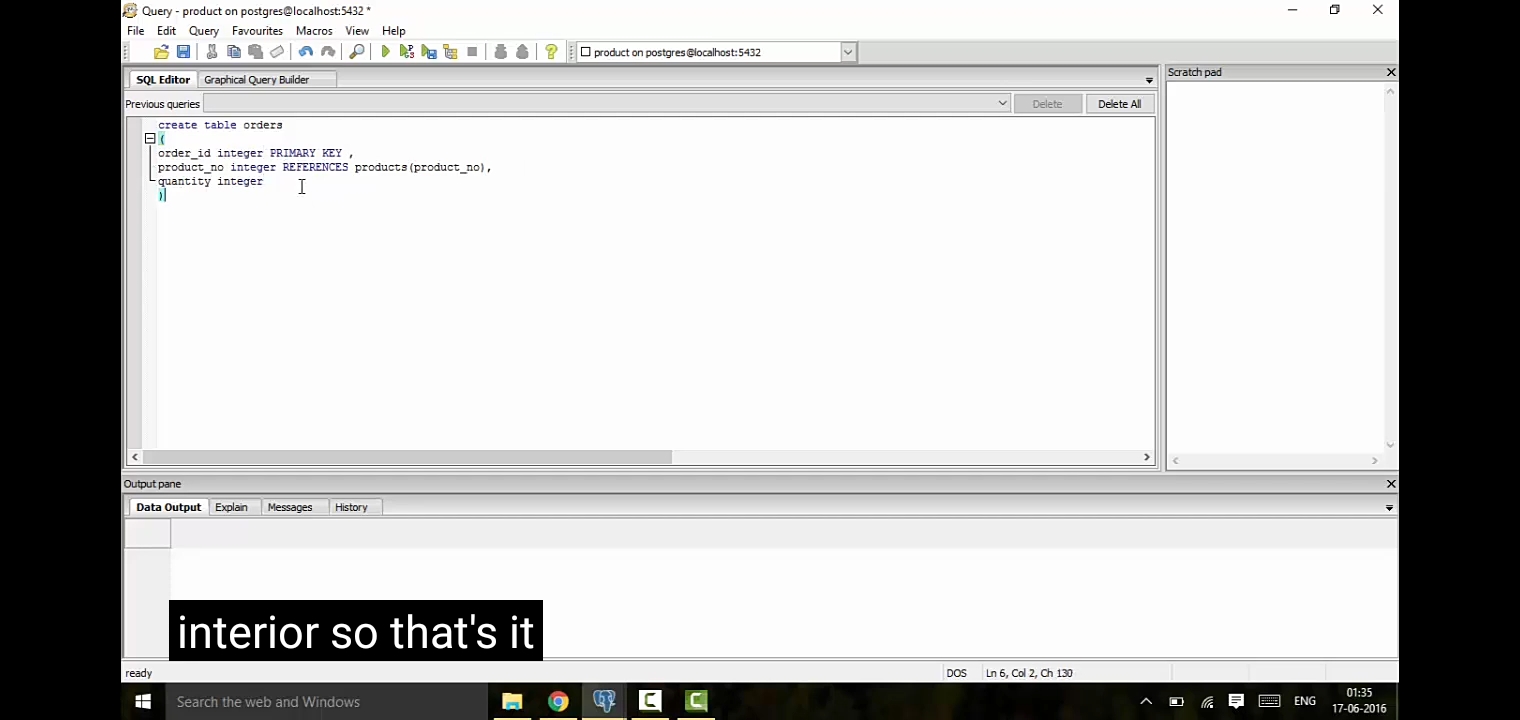 Query - product on postgres@localhost:5432 *
File Edit Query Favourites Macros View Help
product on postgres@localhost:5432
SQL Editor Graphical Query Builder
Scratch pad
Previous queries Delete Delete All
create table orders
(
order_id integer PRIMARY KEY ,
product_no integer REFERENCES products(product_no),
quantity integer
)
Output pane
Data Output Explain Messages History
interior so that's it
ready DOS Ln 6, Col 2, Ch 130
Search the web and Windows
ENG
01:35
17-06-2016